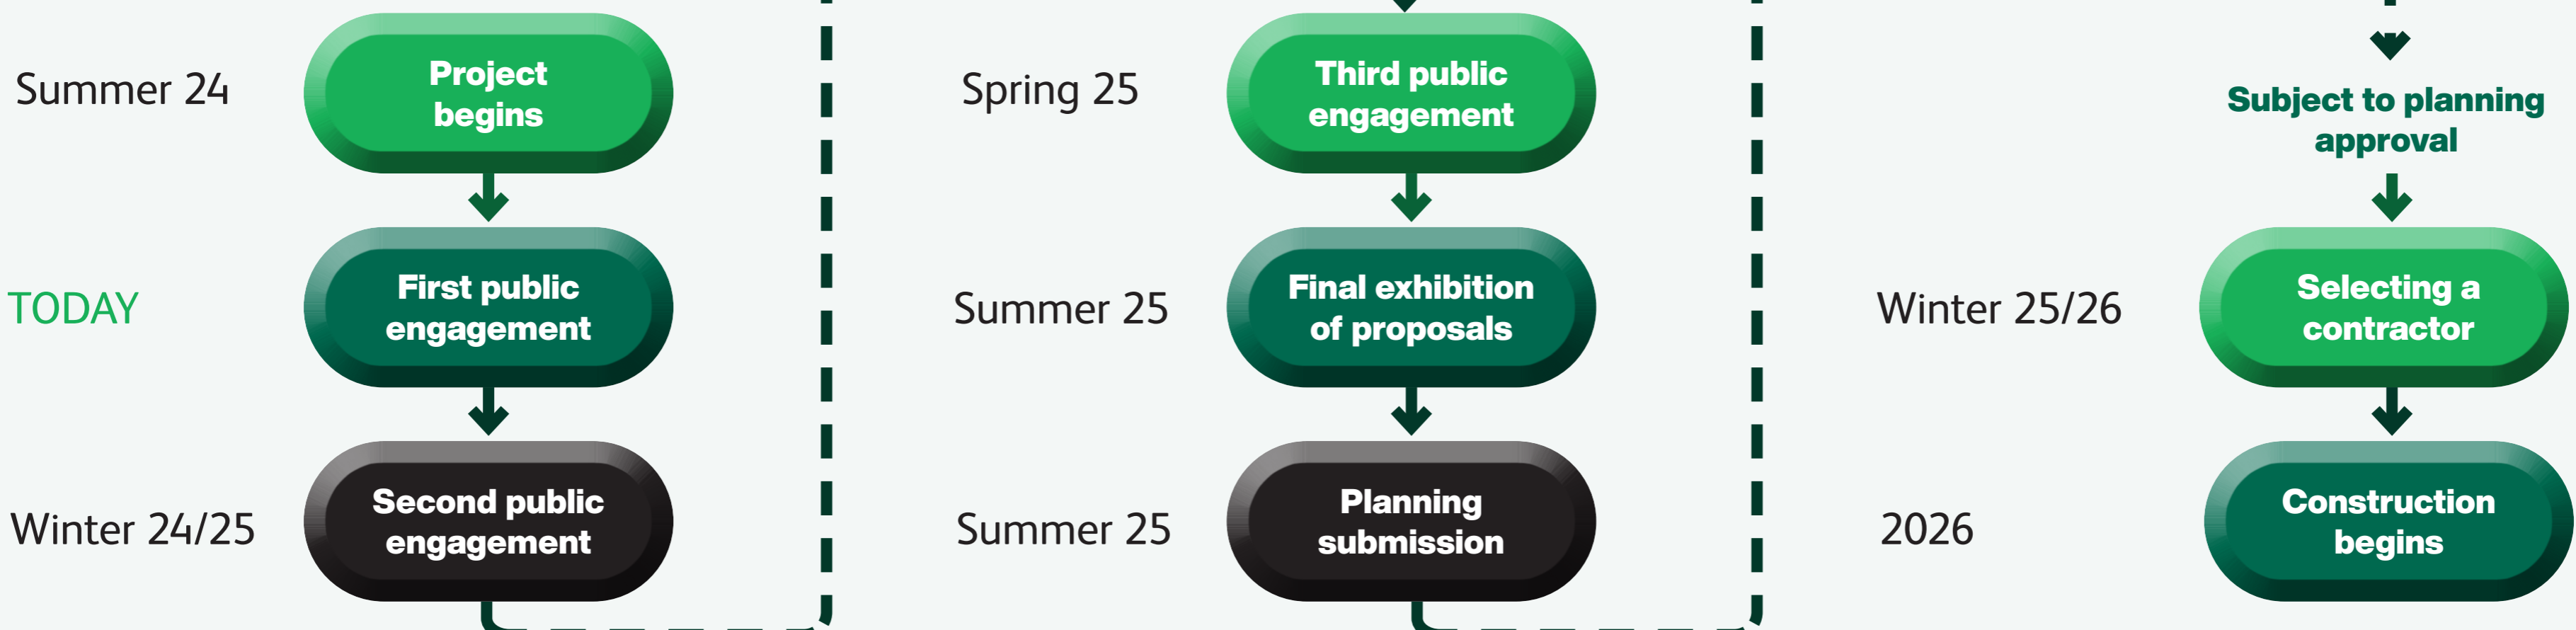 Summer 24
Project
begins
TODAY
First public
engagement
Winter 24/25
Second public
engagement
Spring 25
Third public
engagement
Summer 25
Final exhibition
of proposals
Summer 25
Planning
submission
Subject to planning
approval
Winter 25/26
Selecting a
contractor
2026
Construction
begins